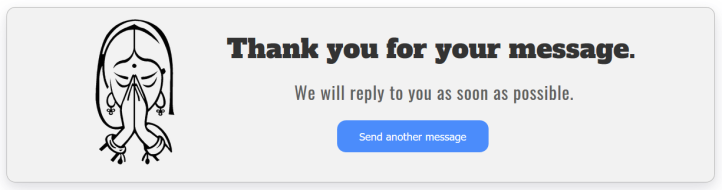 Thank you for your message.
We will reply to you as soon as possible.
Send another message